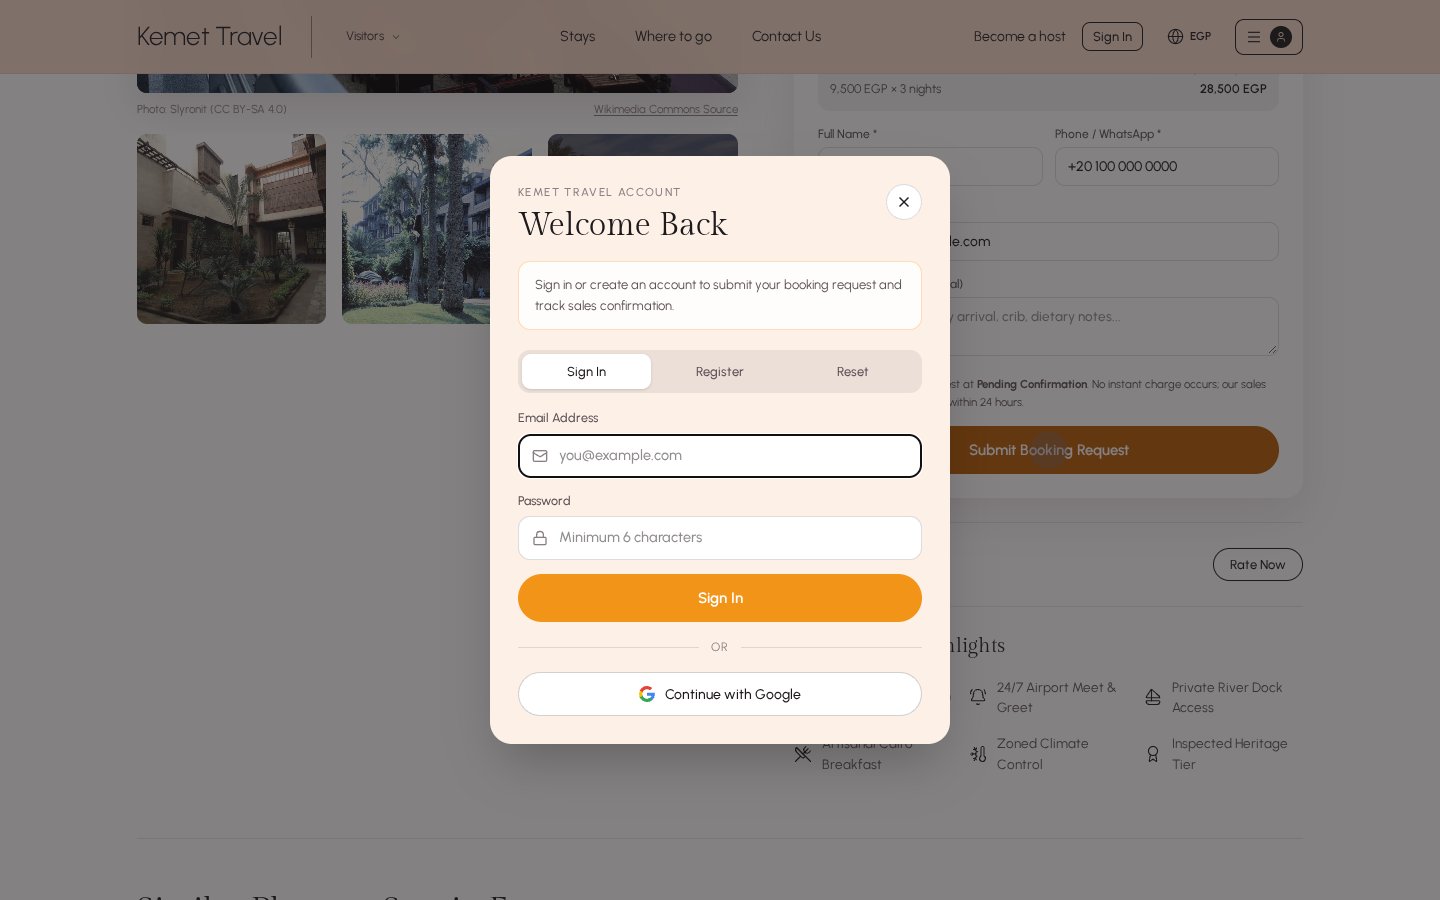 Kemet Travel
Visitors
Stays
Where to go
Contact Us
Become a host
Sign In
EGP
Photo: Slyronit (CC BY-SA 4.0)
Wikimedia Commons Source
9,500 EGP × 3 nights
28,500 EGP
Full Name *
Phone / WhatsApp *
+20 100 000 0000
KEMET TRAVEL ACCOUNT
Welcome Back
Sign in or create an account to submit your booking request and
track sales confirmation.
Sign In
Register
Reset
Email Address
you@example.com
Password
Minimum 6 characters
Sign In
OR
Continue with Google
arrival, crib, dietary notes...
at Pending Confirmation. No instant charge occurs; our sales
within 24 hours.
Submit Booking Request
Rate Now
24/7 Airport Meet &
Greet
Private River Dock
Access
Artisanal Cairo
Breakfast
Zoned Climate
Control
Inspected Heritage
Tier